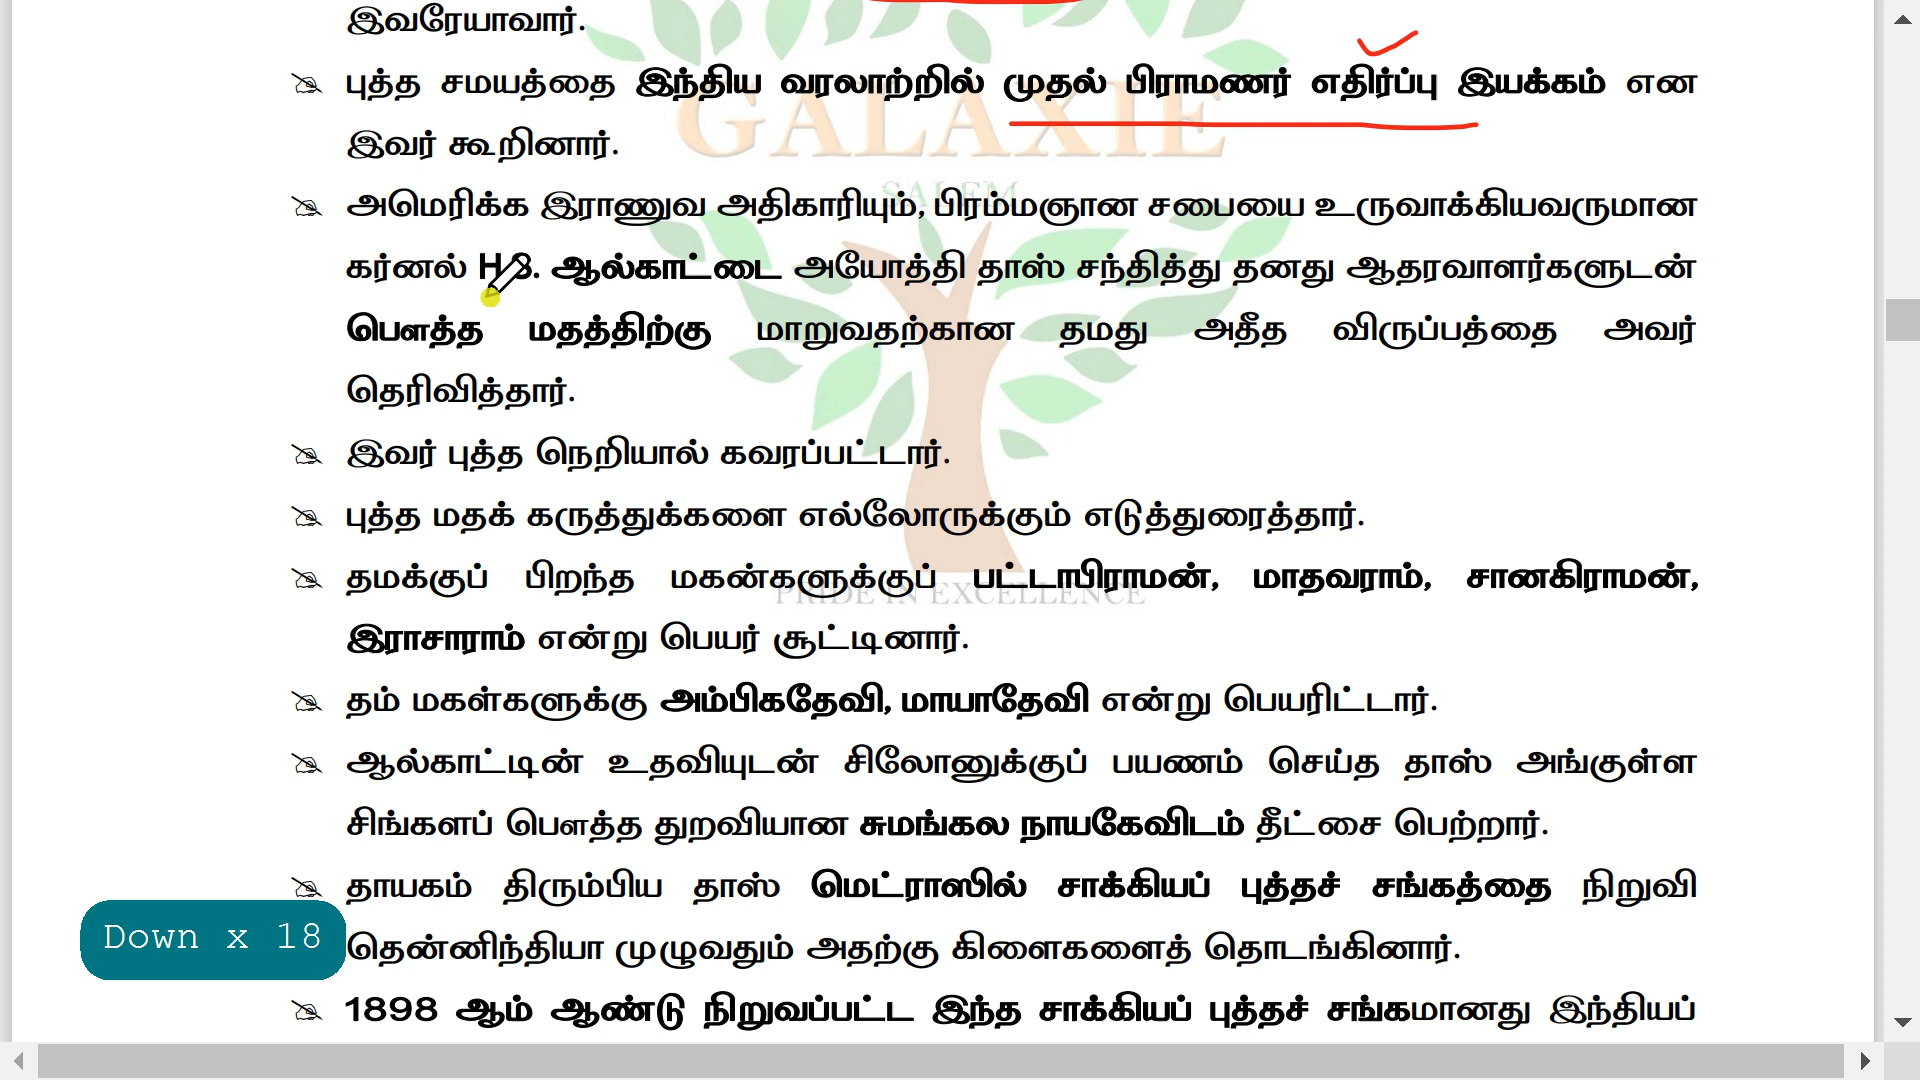 இவரேயாவார்.
புத்த சமயத்தை இந்திய வரலாற்றில் முதல் பிராமணர் எதிர்ப்பு இயக்கம் என
இவர் கூறினார்.
GALAXIE
SALEM
அமெரிக்க இராணுவ அதிகாரியும், பிரம்மஞான சபையை உருவாக்கியவருமான
கர்னல் H.S. ஆல்காட்டை அயோத்தி தாஸ் சந்தித்து தனது ஆதரவாளர்களுடன்
பௌத்த மதத்திற்கு மாறுவதற்கான தமது அதீத விருப்பத்தை அவர்
தெரிவித்தார்.
இவர் புத்த நெறியால் கவரப்பட்டார்.
புத்த மதக் கருத்துக்களை எல்லோருக்கும் எடுத்துரைத்தார்.
தமக்குப் பிறந்த மகன்களுக்குப் பட்டாபிராமன், மாதவராம், சானகிராமன்,
PRIDE IN EXCELLENCE
இராசாராம் என்று பெயர் சூட்டினார்.
தம் மகள்களுக்கு அம்பிகதேவி, மாயாதேவி என்று பெயரிட்டார்.
ஆல்காட்டின் உதவியுடன் சிலோனுக்குப் பயணம் செய்த தாஸ் அங்குள்ள
சிங்களப் பௌத்த துறவியான சுமங்கல நாயகேவிடம் தீட்சை பெற்றார்.
தாயகம் திரும்பிய தாஸ் மெட்ராஸில் சாக்கியப் புத்தச் சங்கத்தை நிறுவி
Down x 18
தென்னிந்தியா முழுவதும் அதற்கு கிளைகளைத் தொடங்கினார்.
1898 ஆம் ஆண்டு நிறுவப்பட்ட இந்த சாக்கியப் புத்தச் சங்கமானது இந்தியப்